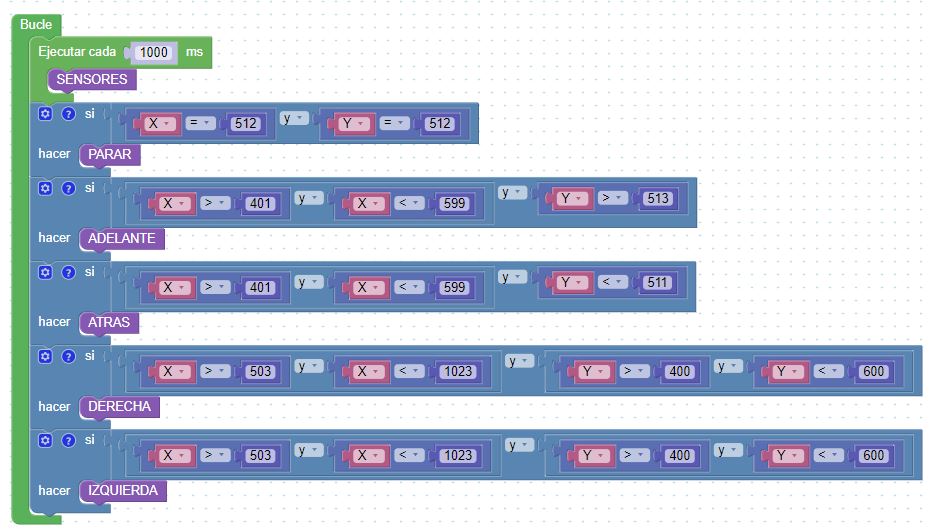 Bucle
Ejecutar cada 1000 ms
SENSORES
? si X = 512 y Y = 512
hacer PARAR
? si X > 401 y X < 599 y Y > 513
hacer ADELANTE
? si X > 401 y X < 599 y Y < 511
hacer ATRAS
? si X > 503 y X < 1023 y Y > 400 y Y < 600
hacer DERECHA
? si X > 503 y X < 1023 y Y > 400 y Y < 600
hacer IZQUIERDA